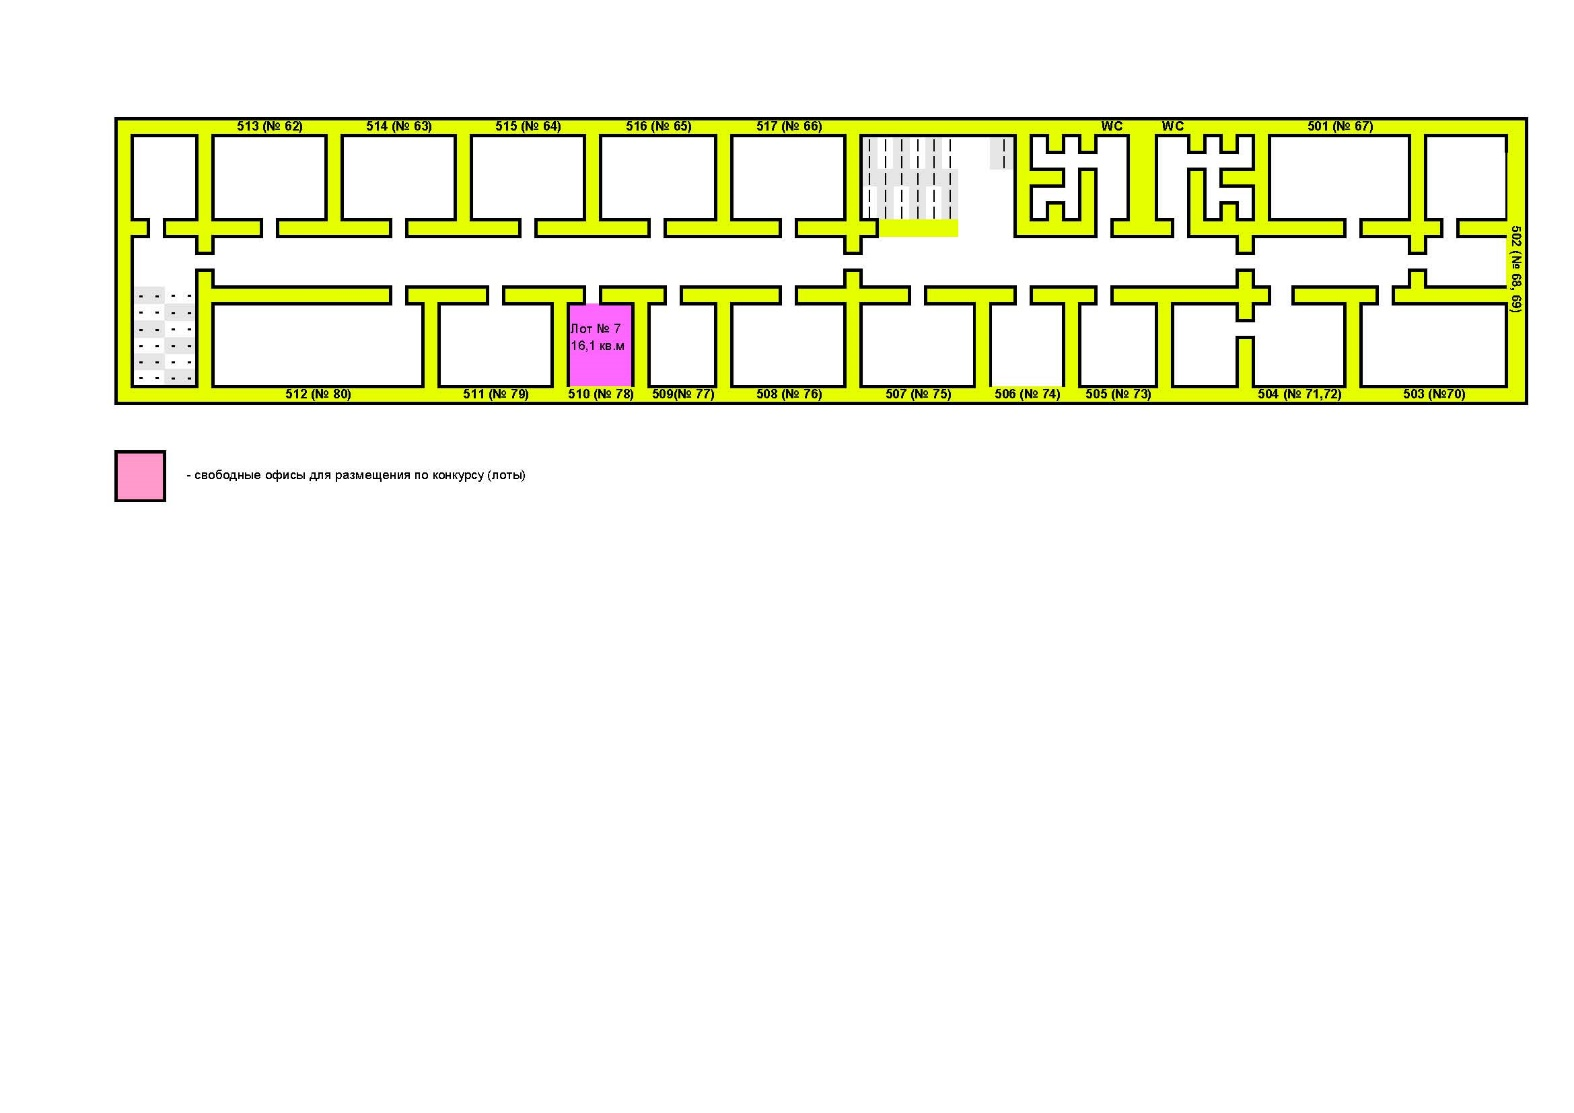 513 (№ 62)
514 (№ 63)
515 (№ 64)
516 (№ 65)
517 (№ 66)
WC
WC
501 (№ 67)
502 (№ 68, 69)
Лот № 7
16,1 кв.м
512 (№ 80)
511 (№ 79)
510 (№ 78)
509(№ 77)
508 (№ 76)
507 (№ 75)
506 (№ 74)
505 (№ 73)
504 (№ 71,72)
503 (№70)
- свободные офисы для размещения по конкурсу (лоты)